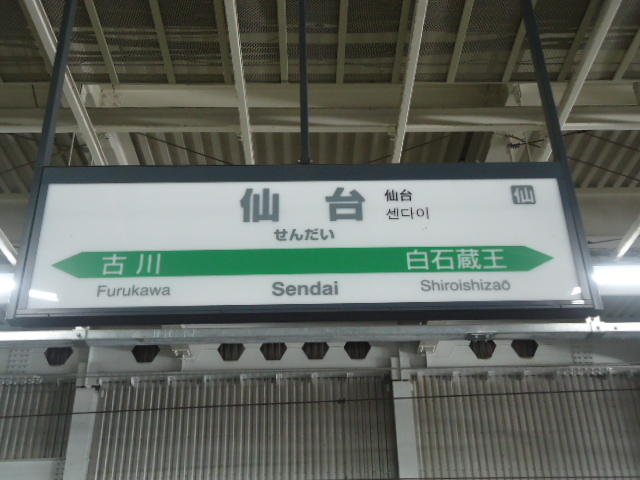 仙台 仙台 仙
센다이
せんだい
古川 白石蔵王
Furukawa Sendai Shiroishizaō